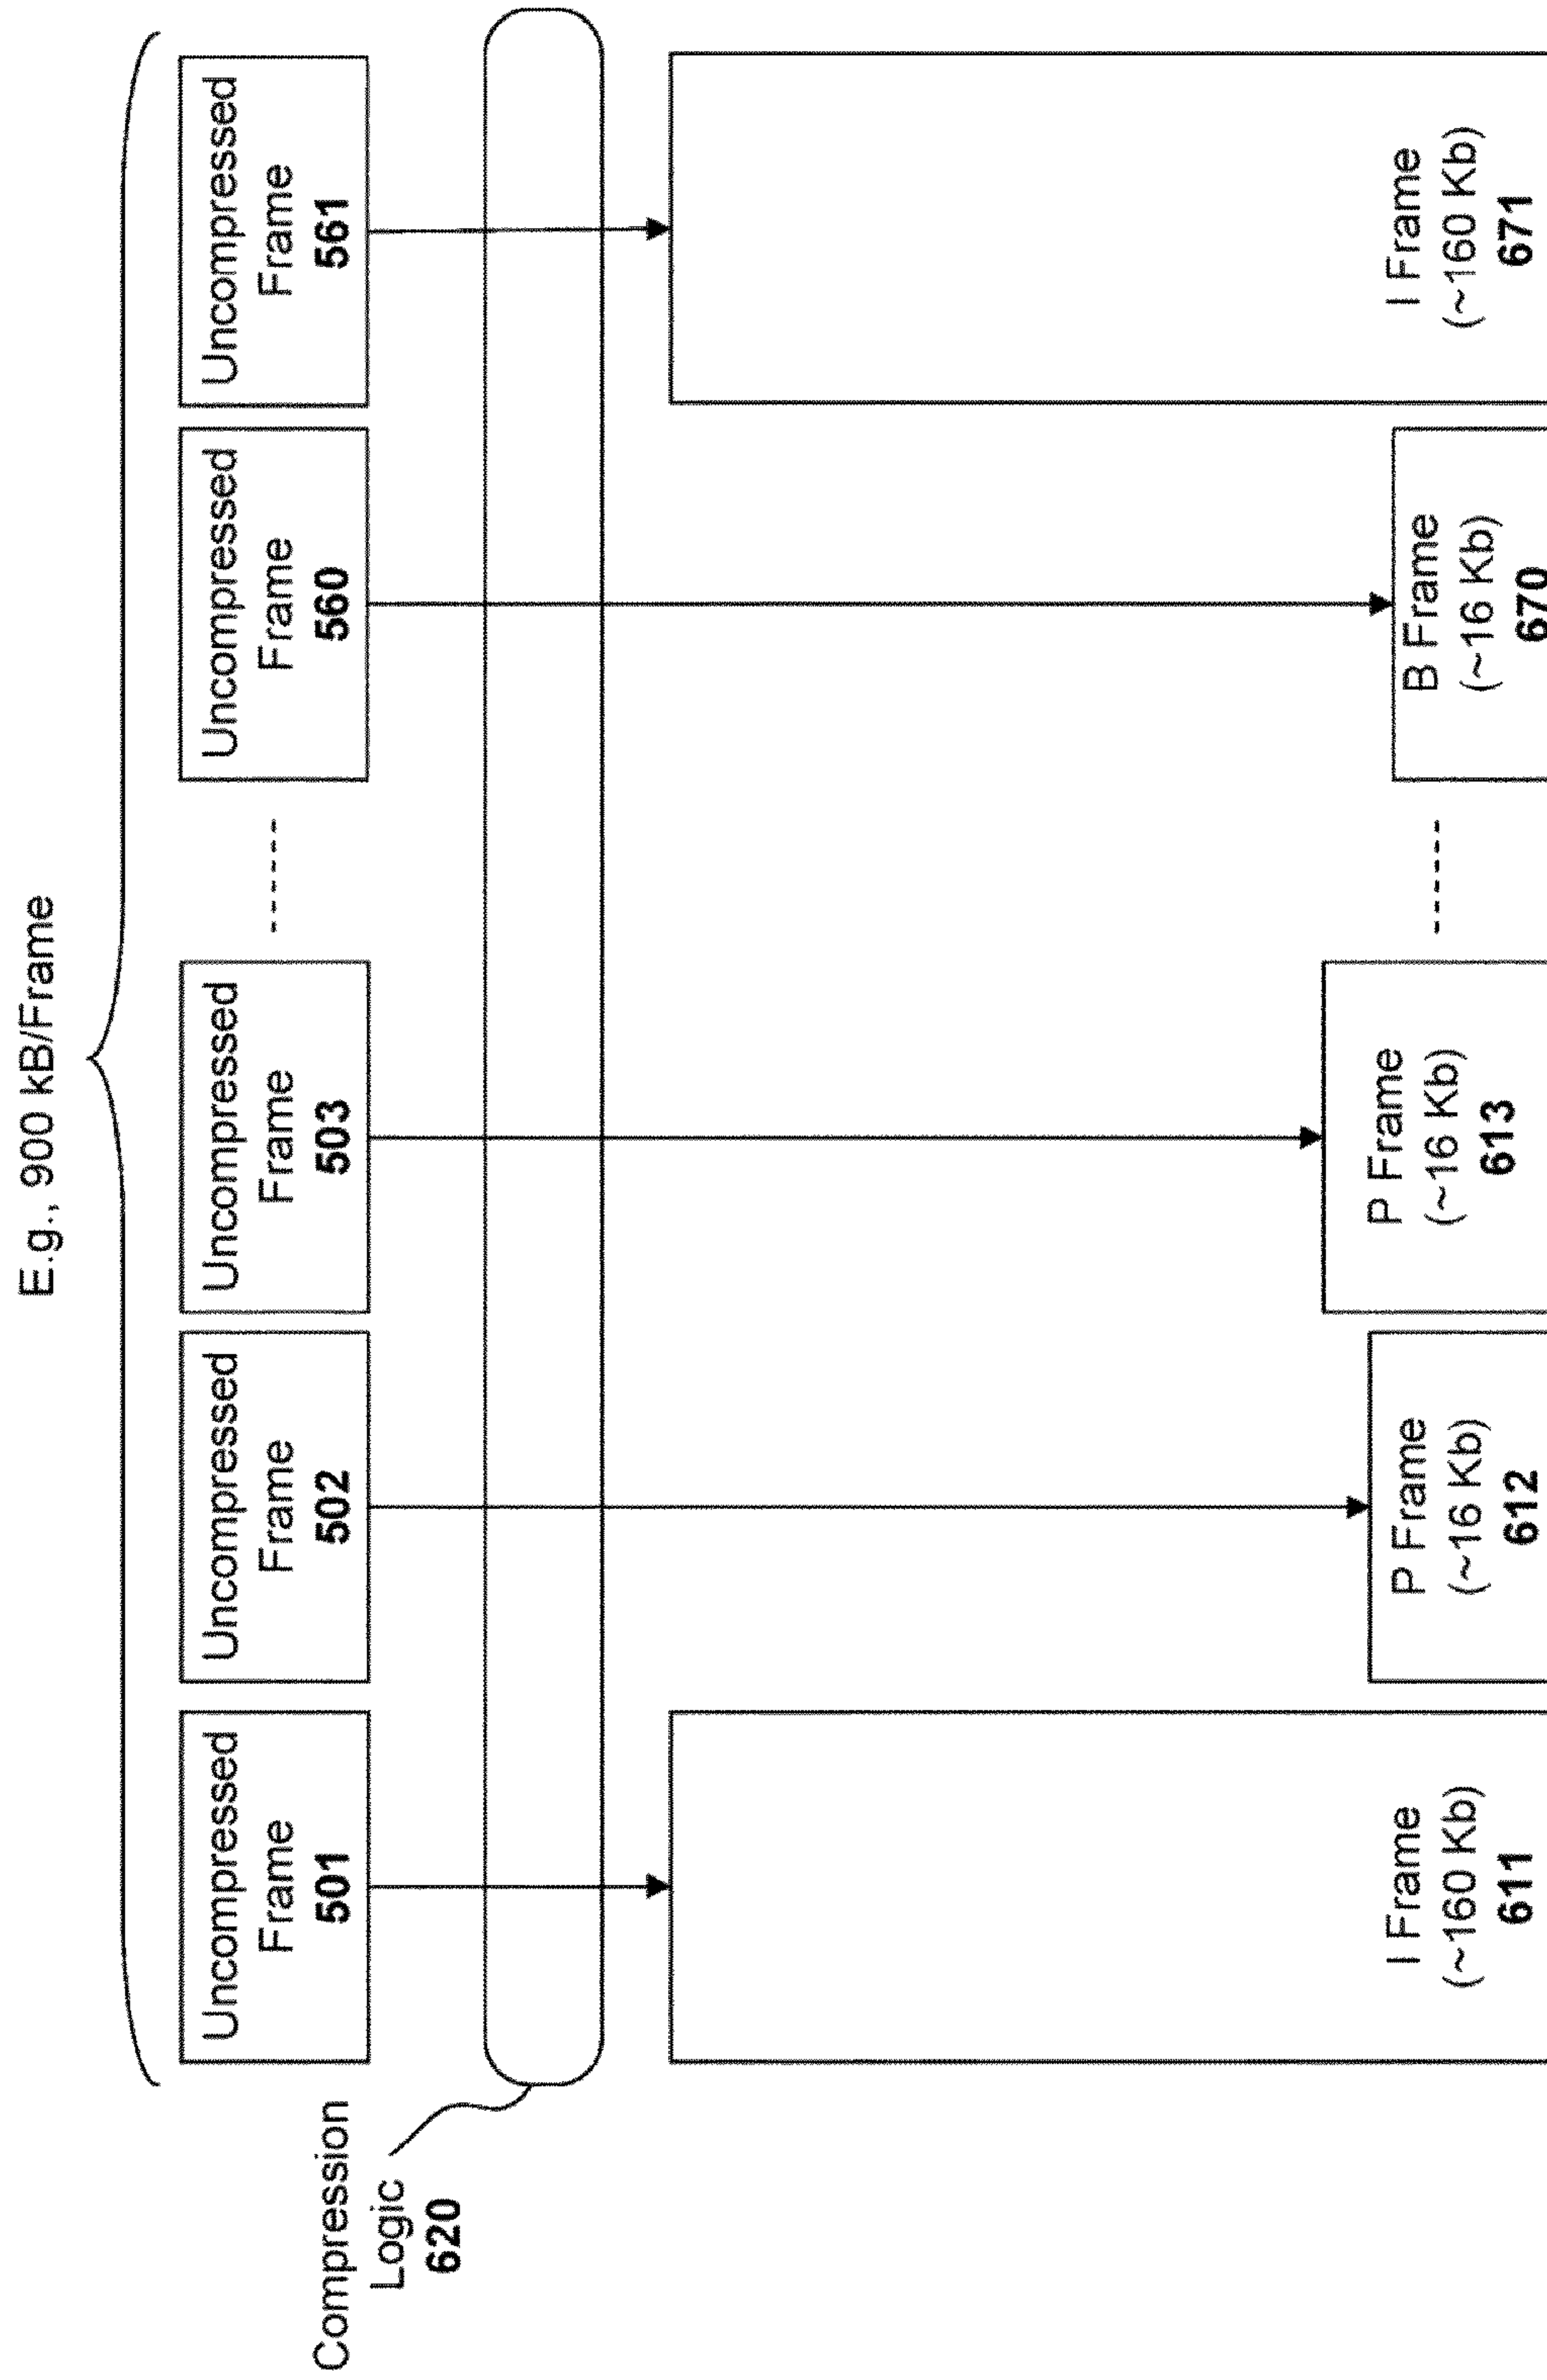 E.g., 900 kB/Frame
Uncompressed
Frame
501
Uncompressed
Frame
502
Uncompressed
Frame
503
Uncompressed
Frame
560
Uncompressed
Frame
561
Compression
Logic
620
I Frame
(~160 Kb)
611
P Frame
(~16 Kb)
612
P Frame
(~16 Kb)
613
B Frame
(~16 Kb)
670
I Frame
(~160 Kb)
671